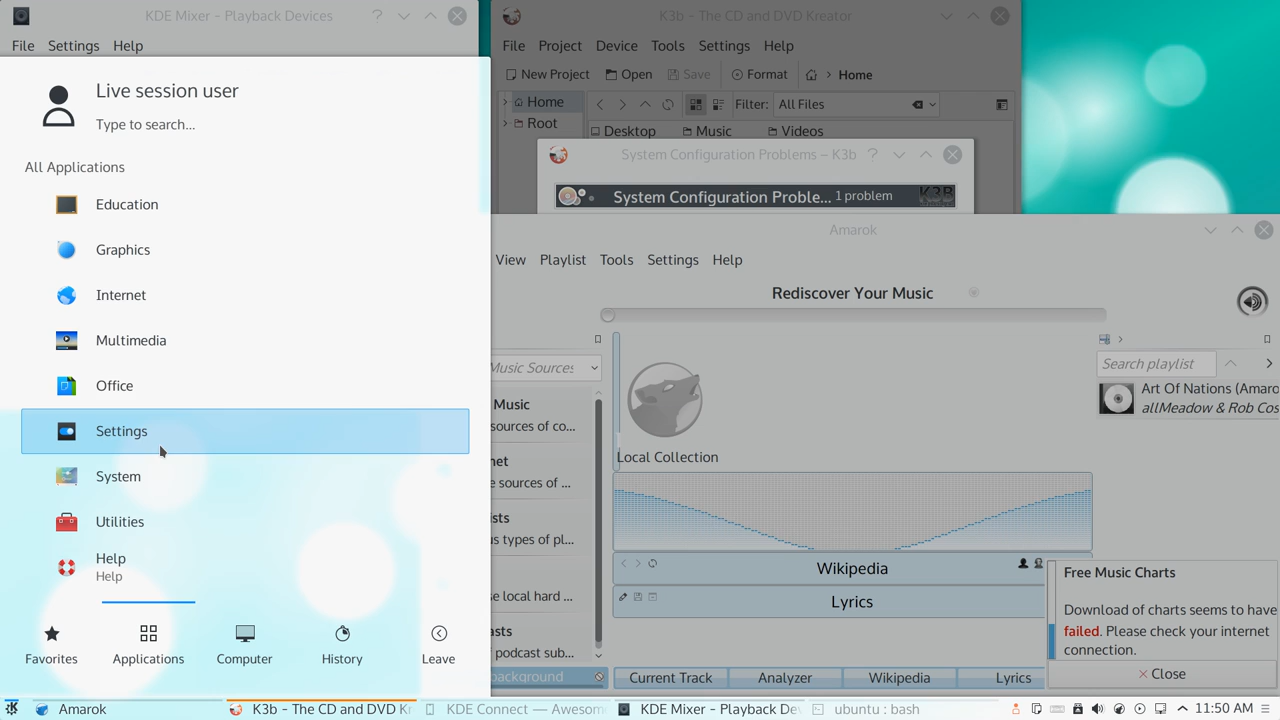 KDE Mixer - Playback Devices
File Settings Help
K3b - The CD and DVD Kreator
File Project Device Tools Settings Help
New Project Open Save Format Home
Home
Root
Filter: All Files
Desktop Music Videos
System Configuration Problems – K3b
System Configuration Proble... 1 problem
K3B
Live session user
Type to search...
All Applications
Education
Graphics
Internet
Multimedia
Office
Settings
System
Utilities
Help
Help
Favorites
Applications
Computer
History
Leave
Amarok
View Playlist Tools Settings Help
Rediscover Your Music
Music Sources
Music
sources of co...
net
e sources of ...
ists
us types of pl...
se local hard ...
asts
podcast sub...
background
Local Collection
Wikipedia
Lyrics
Current Track Analyzer Wikipedia Lyrics
Search playlist
Art Of Nations (Amaro
allMeadow & Rob Cos
Free Music Charts
Download of charts seems to have
failed. Please check your internet
connection.
Close
Amarok
K3b - The CD and DVD Kr
KDE Connect — Awesom
KDE Mixer - Playback Dev
ubuntu : bash
11:50 AM